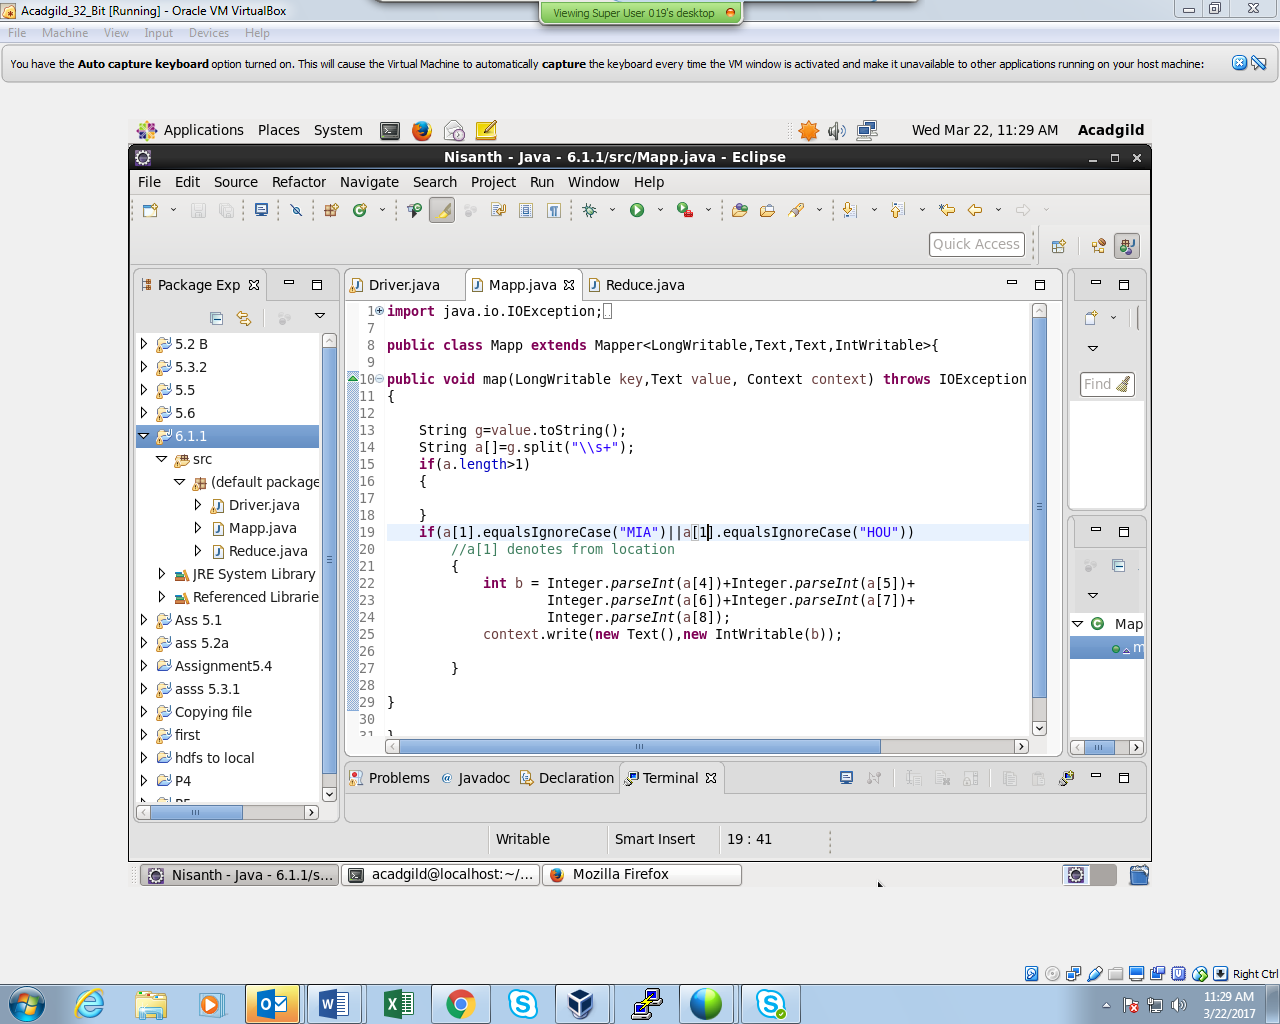 Acadgild_32_Bit [Running] - Oracle VM VirtualBox
Viewing Super User 019's desktop
File Machine View Input Devices Help
You have the Auto capture keyboard option turned on. This will cause the Virtual Machine to automatically capture the keyboard every time the VM window is activated and make it unavailable to other applications running on your host machine:
Applications Places System
Wed Mar 22, 11:29 AM Acadgild
Nisanth - Java - 6.1.1/src/Mapp.java - Eclipse
File Edit Source Refactor Navigate Search Project Run Window Help
Quick Access
Package Exp
5.2 B
5.3.2
5.5
5.6
6.1.1
src
(default package
Driver.java
Mapp.java
Reduce.java
JRE System Library
Referenced Librarie
Ass 5.1
ass 5.2a
Assignment5.4
asss 5.3.1
Copying file
first
hdfs to local
P4
Driver.java Mapp.java Reduce.java
1 import java.io.IOException;
7
8 public class Mapp extends Mapper<LongWritable,Text,Text,IntWritable>{
9
10 public void map(LongWritable key,Text value, Context context) throws IOException
11 {
12
13 String g=value.toString();
14 String a[]=g.split("\\s+");
15 if(a.length>1)
16 {
17
18 }
19 if(a[1].equalsIgnoreCase("MIA")||a[1].equalsIgnoreCase("HOU"))
20 //a[1] denotes from location
21 {
22 int b = Integer.parseInt(a[4])+Integer.parseInt(a[5])+
23 Integer.parseInt(a[6])+Integer.parseInt(a[7])+
24 Integer.parseInt(a[8]);
25 context.write(new Text(),new IntWritable(b));
26
27 }
28
29 }
30
31 }
Find
Map
m
Problems @ Javadoc Declaration Terminal
Writable Smart Insert 19 : 41
Nisanth - Java - 6.1.1/s... acadgild@localhost:~/... Mozilla Firefox
Right Ctrl
11:29 AM
3/22/2017